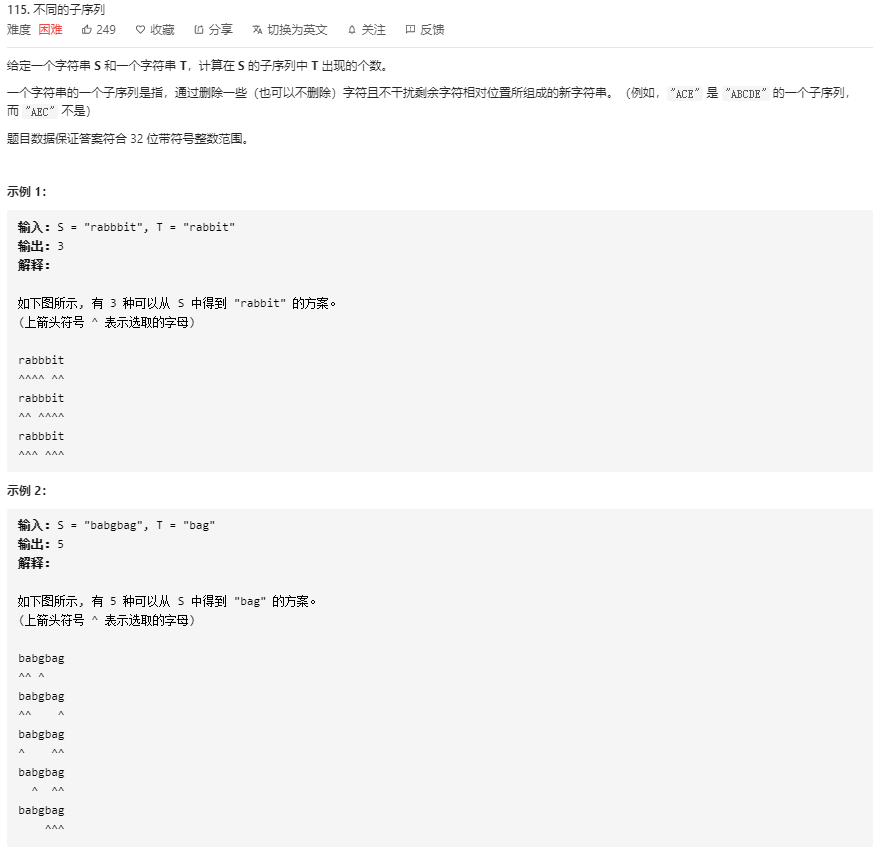 115. 不同的子序列
难度 困难 249 收藏 分享 切换为英文 关注 反馈
给定一个字符串 S 和一个字符串 T，计算在 S 的子序列中 T 出现的个数。
一个字符串的一个子序列是指，通过删除一些（也可以不删除）字符且不干扰剩余字符相对位置所组成的新字符串。（例如，"ACE" 是 "ABCDE" 的一个子序列，
而 "AEC" 不是）
题目数据保证答案符合 32 位带符号整数范围。
示例 1：
输入：S = "rabbbit", T = "rabbit"
输出：3
解释：
如下图所示, 有 3 种可以从 S 中得到 "rabbit" 的方案。
(上箭头符号 ^ 表示选取的字母)
rabbbit
^^^^ ^^
rabbbit
^^ ^^^^
rabbbit
^^^ ^^^
示例 2：
输入：S = "babgbag", T = "bag"
输出：5
解释：
如下图所示, 有 5 种可以从 S 中得到 "bag" 的方案。
(上箭头符号 ^ 表示选取的字母)
babgbag
^^ ^
babgbag
^^    ^
babgbag
^    ^^
babgbag
  ^  ^^
babgbag
    ^^^